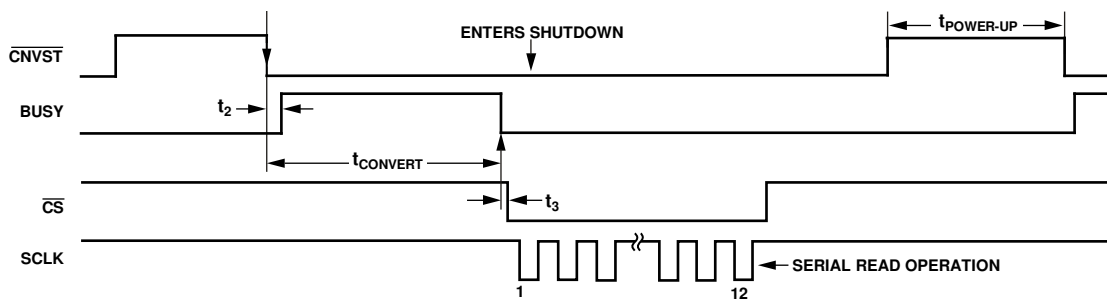 tPOWER-UP
CNVST
ENTERS SHUTDOWN
BUSY
t2
tCONVERT
CS
t3
SCLK
SERIAL READ OPERATION
1
12